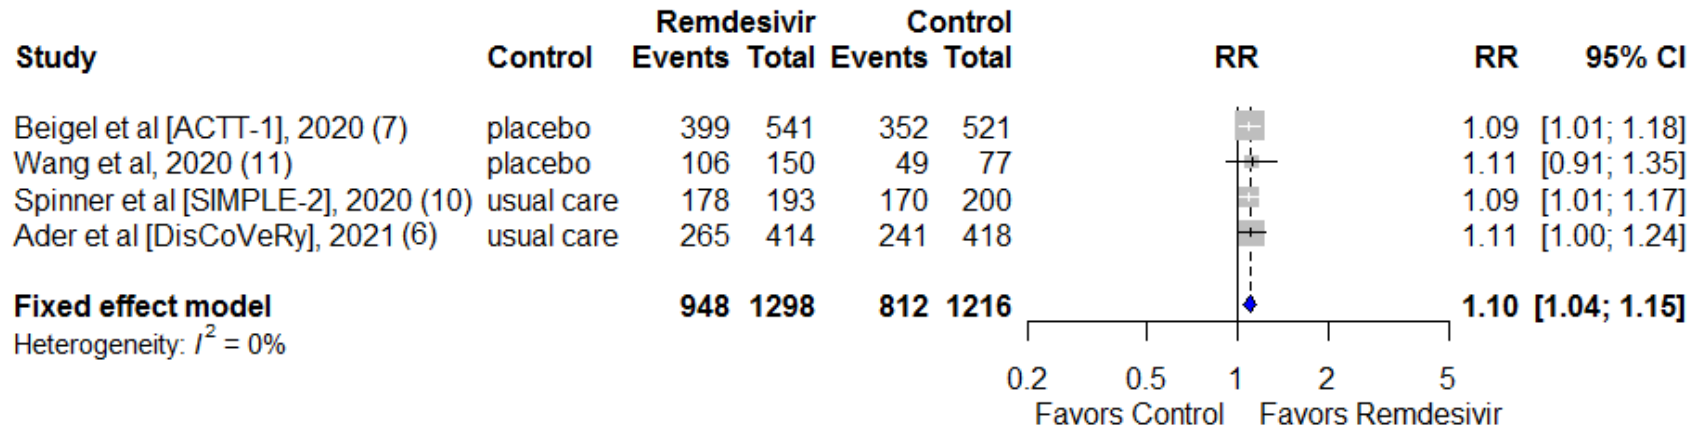 Remdesivir Control
Study Control Events Total Events Total RR RR 95% CI
Beigel et al [ACTT-1], 2020 (7) placebo 399 541 352 521 1.09 [1.01; 1.18]
Wang et al, 2020 (11) placebo 106 150 49 77 1.11 [0.91; 1.35]
Spinner et al [SIMPLE-2], 2020 (10) usual care 178 193 170 200 1.09 [1.01; 1.17]
Ader et al [DisCoVeRy], 2021 (6) usual care 265 414 241 418 1.11 [1.00; 1.24]
Fixed effect model 948 1298 812 1216 1.10 [1.04; 1.15]
Heterogeneity: I² = 0%
0.2 0.5 1 2 5
Favors Control Favors Remdesivir